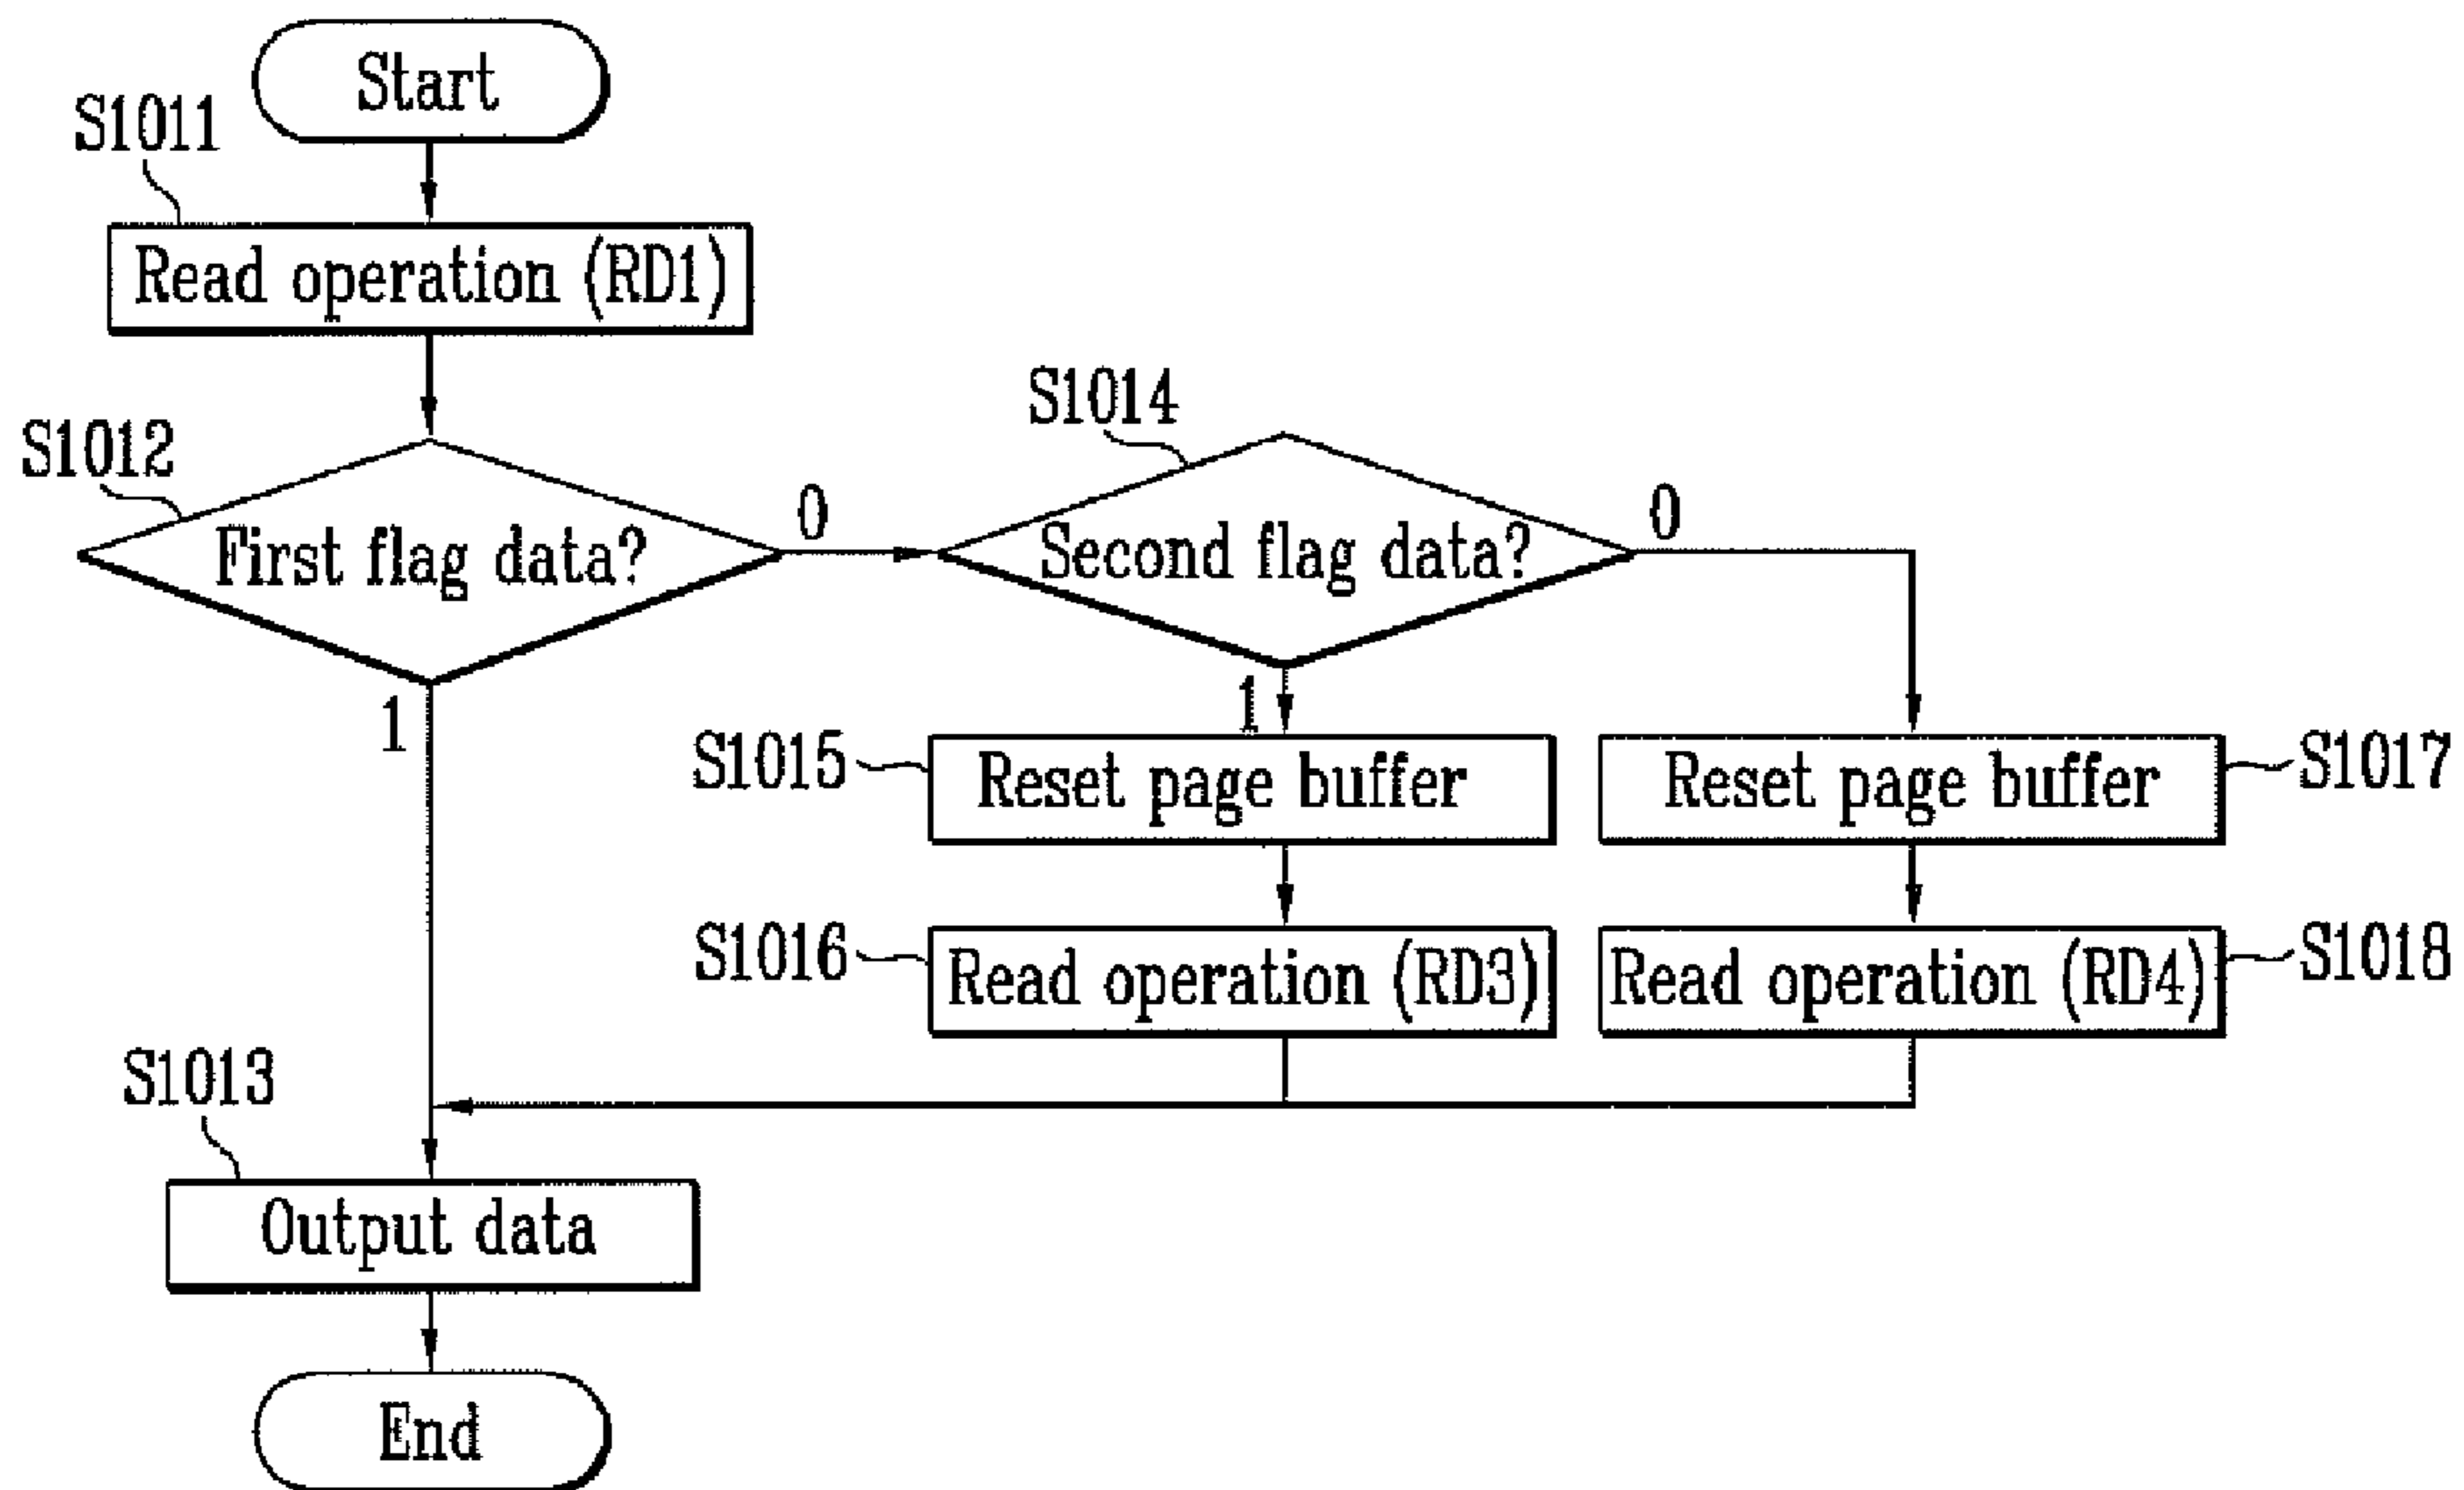 Start
S1011
Read operation (RD1)
S1012
First flag data?
0
1
S1014
Second flag data?
0
1
S1015
Reset page buffer
S1017
Reset page buffer
S1016
Read operation (RD3)
S1018
Read operation (RD4)
S1013
Output data
End